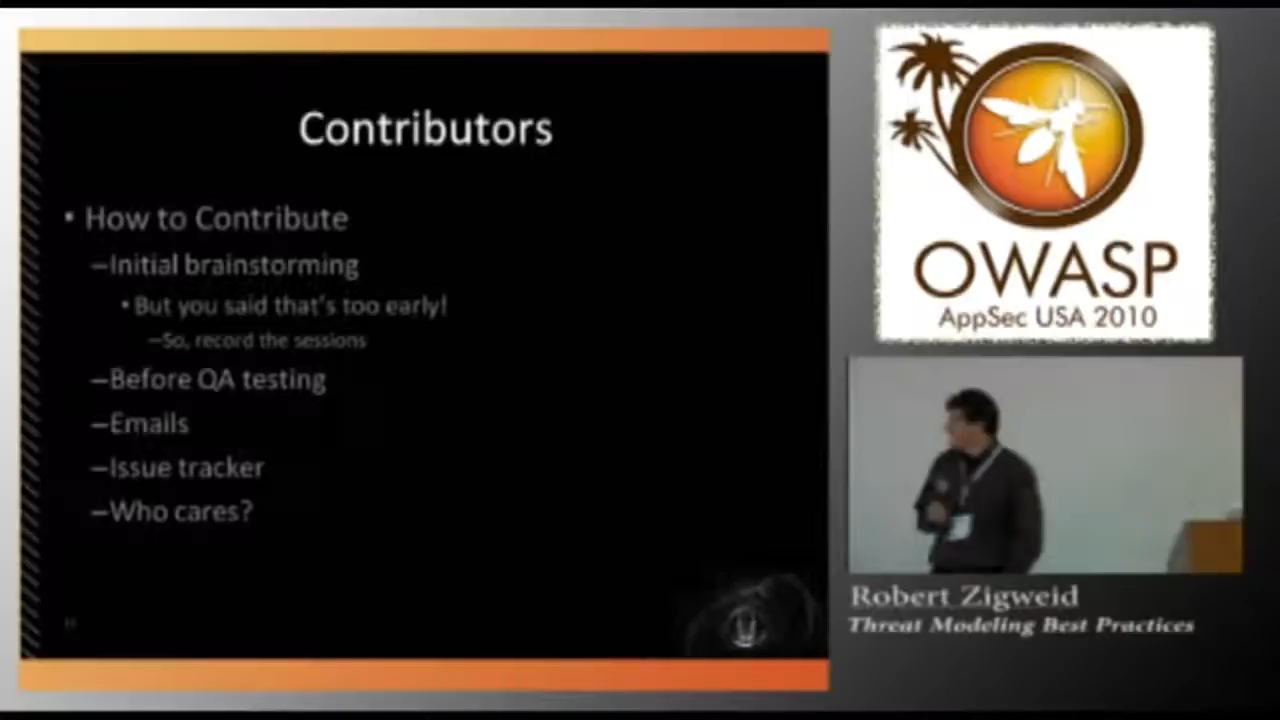 Contributors
• How to Contribute
–Initial brainstorming
• But you said that's too early!
–So, record the sessions
–Before QA testing
–Emails
–Issue tracker
–Who cares?
OWASP
AppSec USA 2010
Robert Zigweid
Threat Modeling Best Practices